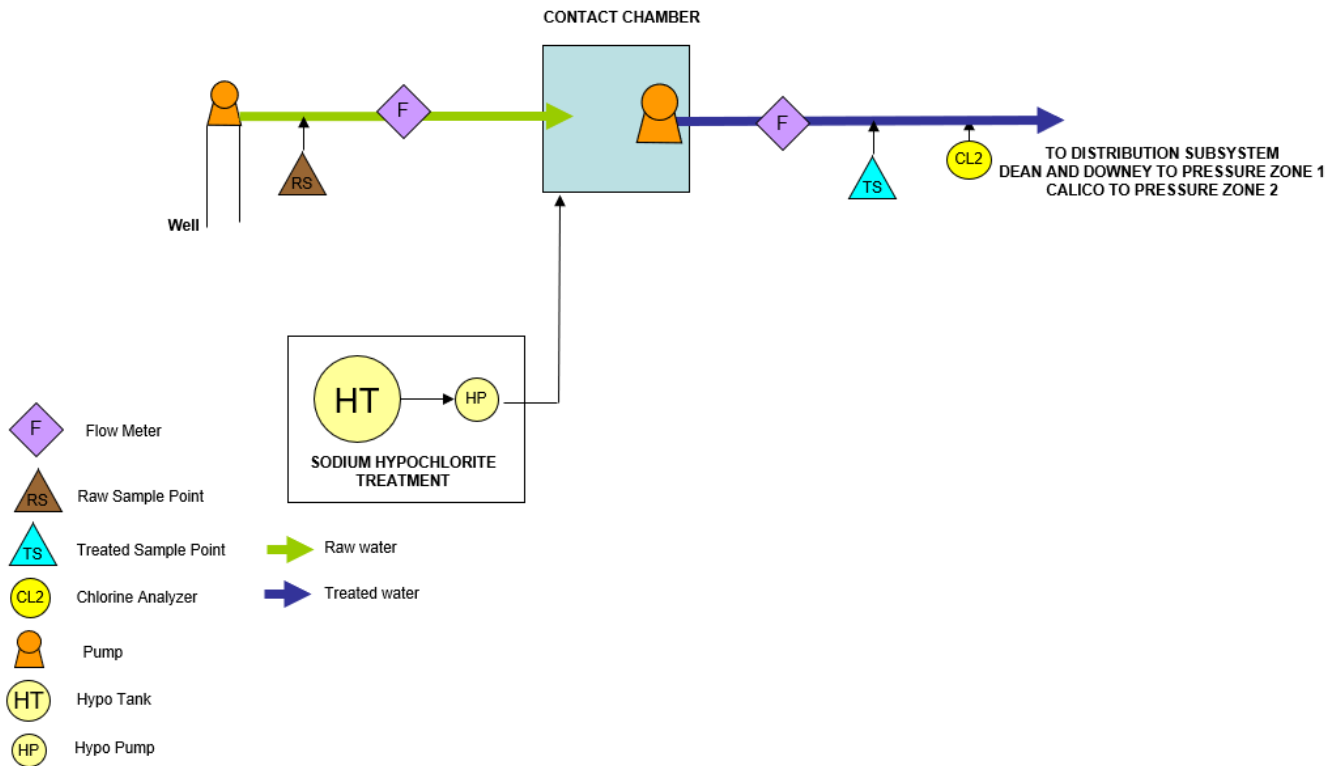 CONTACT CHAMBER
F
F
RS
TS
CL2
Well
TO DISTRIBUTION SUBSYSTEM
DEAN AND DOWNEY TO PRESSURE ZONE 1
CALICO TO PRESSURE ZONE 2
HT
HP
SODIUM HYPOCHLORITE
TREATMENT
F Flow Meter
RS Raw Sample Point
TS Treated Sample Point
Raw water
CL2 Chlorine Analyzer
Treated water
Pump
HT Hypo Tank
HP Hypo Pump